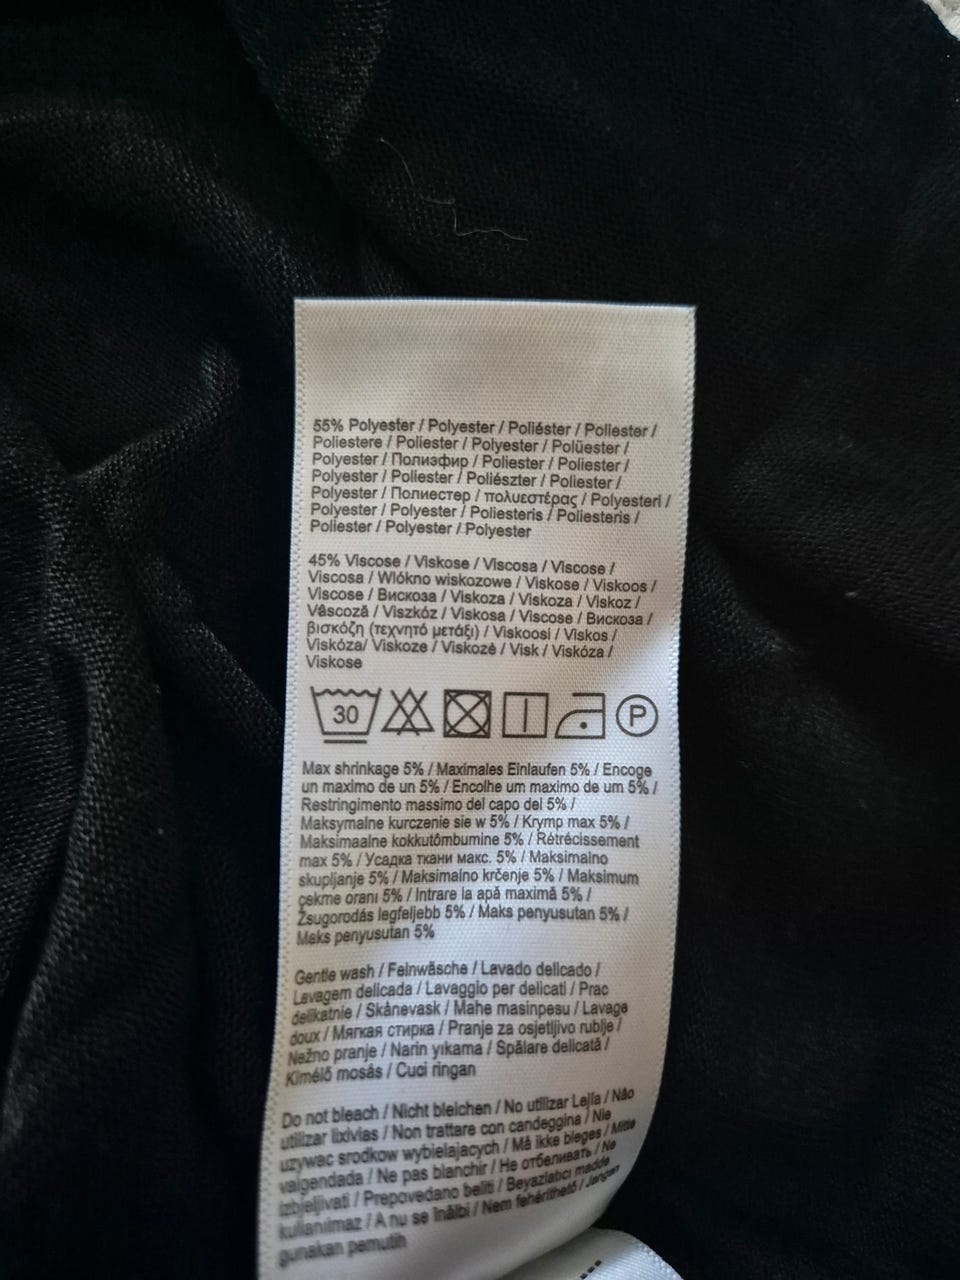 55% Polyester / Polyester / Poliéster / Poliester /
Poliestere / Poliester / Polyester / Polüester /
Polyester / Полиэфир / Poliester / Poliester /
Polyester / Poliester / Poliészter / Poliester /
Polyester / Полиестер / πολυεστέρας / Polyesteri /
Polyester / Polyester / Poliesteris / Poliesteris /
Poliester / Polyester / Polyester
45% Viscose / Viskose / Viscosa / Viscose /
Viscosa / Wlókno wiskozowe / Viskose / Viskoos /
Viscose / Вискоза / Viskoza / Viskoza / Viskoz /
Vâscoză / Viszkóz / Viskosa / Viscose / Вискоза /
βισκόζη (τεχνητό μετάξι) / Viskoosi / Viskos /
Viskóza/ Viskoze / Viskozė / Visk / Viskóza /
Viskose
30 P
Max shrinkage 5% / Maximales Einlaufen 5% / Encoge
un maximo de un 5% / Encolhe um maximo de um 5% /
Restringimento massimo del capo del 5% /
Maksymalne kurczenie sie w 5% / Krymp max 5% /
Maksimaalne kokkutõmbumine 5% / Rétrécissement
max 5% / Усадка ткани макс. 5% / Maksimalno
skupljanje 5% / Maksimalno krčenje 5% / Maksimum
çekme oranı 5% / Intrare la apă maximă 5% /
Zsugorodás legfeljebb 5% / Maks penyusutan 5% /
Maks penyusutan 5%
Gentle wash / Feinwäsche / Lavado delicado /
Lavagem delicada / Lavaggio per delicati / Prac
delikatnie / Skånevask / Mahe masinpesu / Lavage
doux / Мягкая стирка / Pranje za osjetljivo rublje /
Nežno pranje / Narin yıkama / Spălare delicată /
Kimélő mosás / Cuci ringan
Do not bleach / Nicht bleichen / No utilizar Lejia / Não
utilizar lixivias / Non trattare con candeggina / Nie
uzywac srodkow wybielajacych / Må ikke bleges / Mitte
valgendada / Ne pas blanchir / Не отбеливать / Ne
izbjeljivati / Prepovedano beliti / Beyazlatıcı madde
kullanılmaz / A nu se înălbi / Nem fehéríthető / Jangan
gunakan pemutih